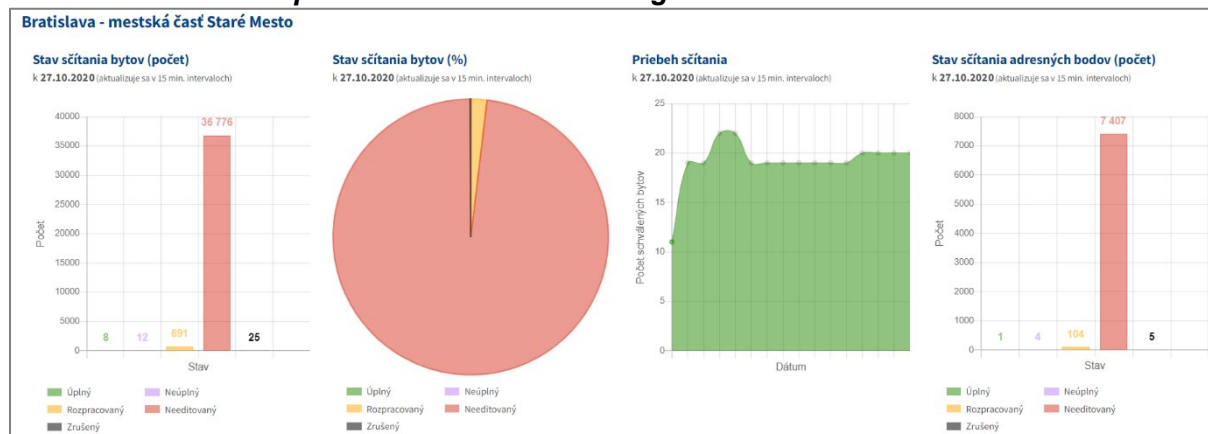 Bratislava - mestská časť Staré Mesto
Stav sčítania bytov (počet)
k 27.10.2020 (aktualizuje sa v 15 min. intervaloch)
40000
35000
30000
25000
20000
15000
10000
5000
0
Počet
8
12
691
36 776
25
Stav
Úplný
Neúplný
Rozpracovaný
Needitovaný
Zrušený
Stav sčítania bytov (%)
k 27.10.2020 (aktualizuje sa v 15 min. intervaloch)
Úplný
Neúplný
Rozpracovaný
Needitovaný
Zrušený
Priebeh sčítania
k 27.10.2020 (aktualizuje sa v 15 min. intervaloch)
25
20
15
10
5
0
Počet schválených bytov
Dátum
Stav sčítania adresných bodov (počet)
k 27.10.2020 (aktualizuje sa v 15 min. intervaloch)
8000
7000
6000
5000
4000
3000
2000
1000
0
Počet
1
4
104
7 407
5
Stav
Úplný
Neúplný
Rozpracovaný
Needitovaný
Zrušený